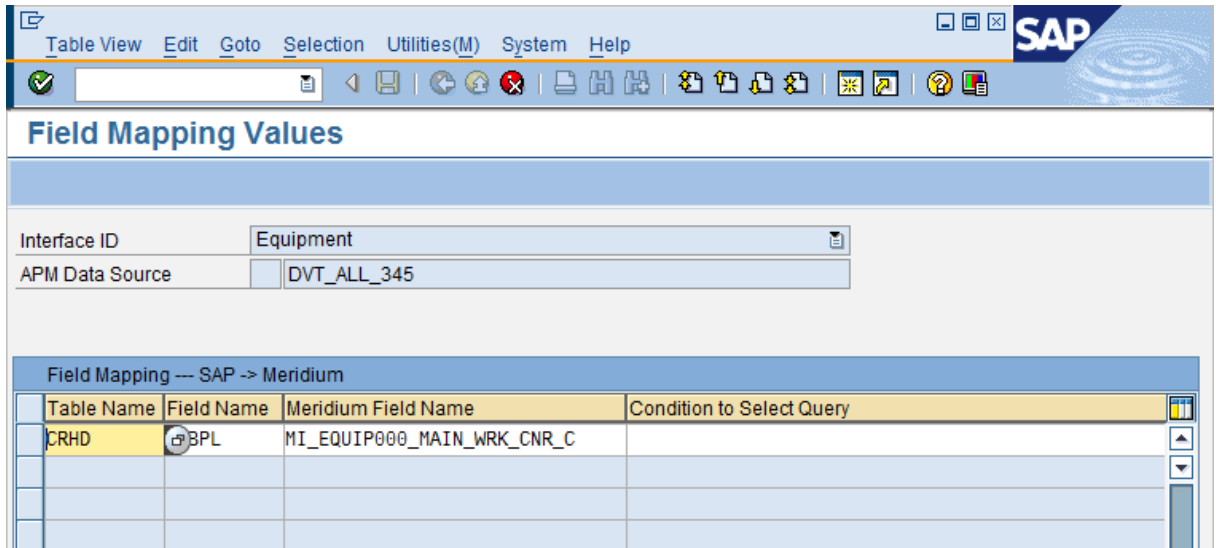 Table View Edit Goto Selection Utilities(M) System Help
SAP
Field Mapping Values
Interface ID Equipment
APM Data Source DVT_ALL_345
Field Mapping --- SAP -> Meridium
Table Name Field Name Meridium Field Name Condition to Select Query
CRHD BPL MI_EQUIP000_MAIN_WRK_CNR_C